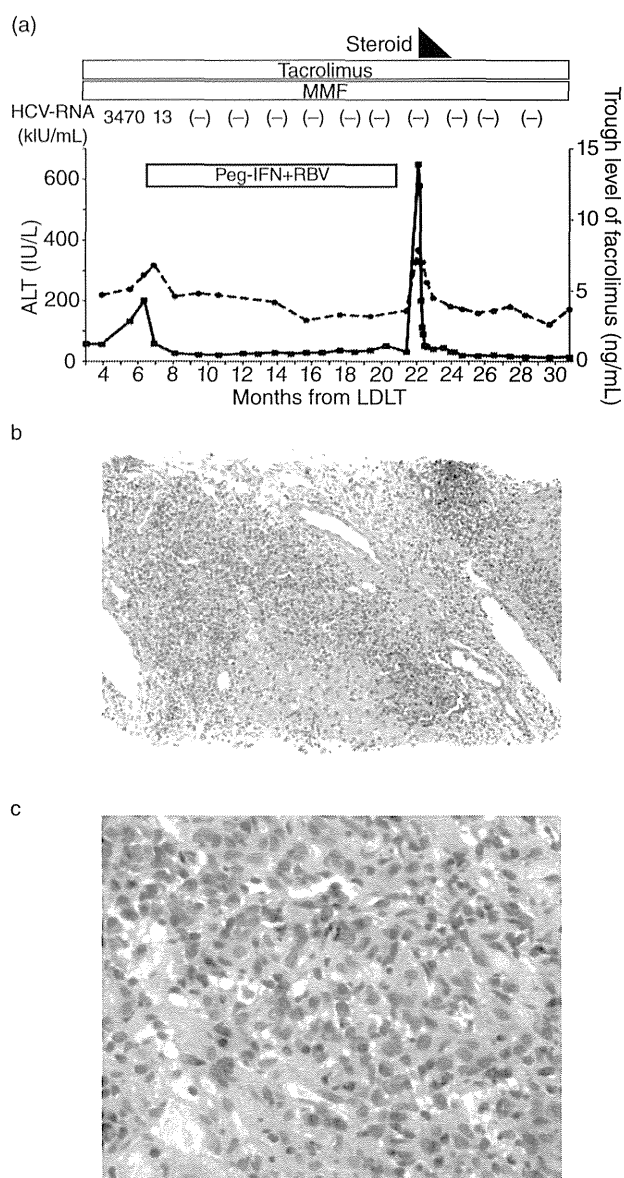 (a)
Steroid
Tacrolimus
MMF
HCV-RNA 3470 13 (–) (–) (–) (–) (–) (–) (–) (–) (–) (–)
(kIU/mL)
Peg-IFN+RBV
600
400
200
0
ALT (IU/L)
15
10
5
0
Trough level of facrolimus (ng/mL)
4 6 8 10 12 14 16 18 20 22 24 26 28 30
Months from LDLT
b
c